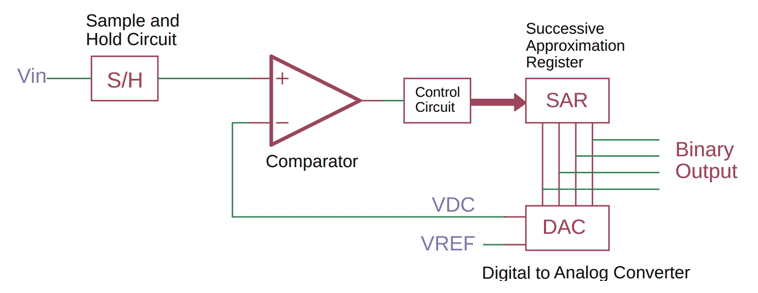 Sample and
Hold Circuit
Successive
Approximation
Register
Vin
S/H
+
−
Comparator
Control
Circuit
SAR
Binary
Output
VDC
VREF
DAC
Digital to Analog Converter